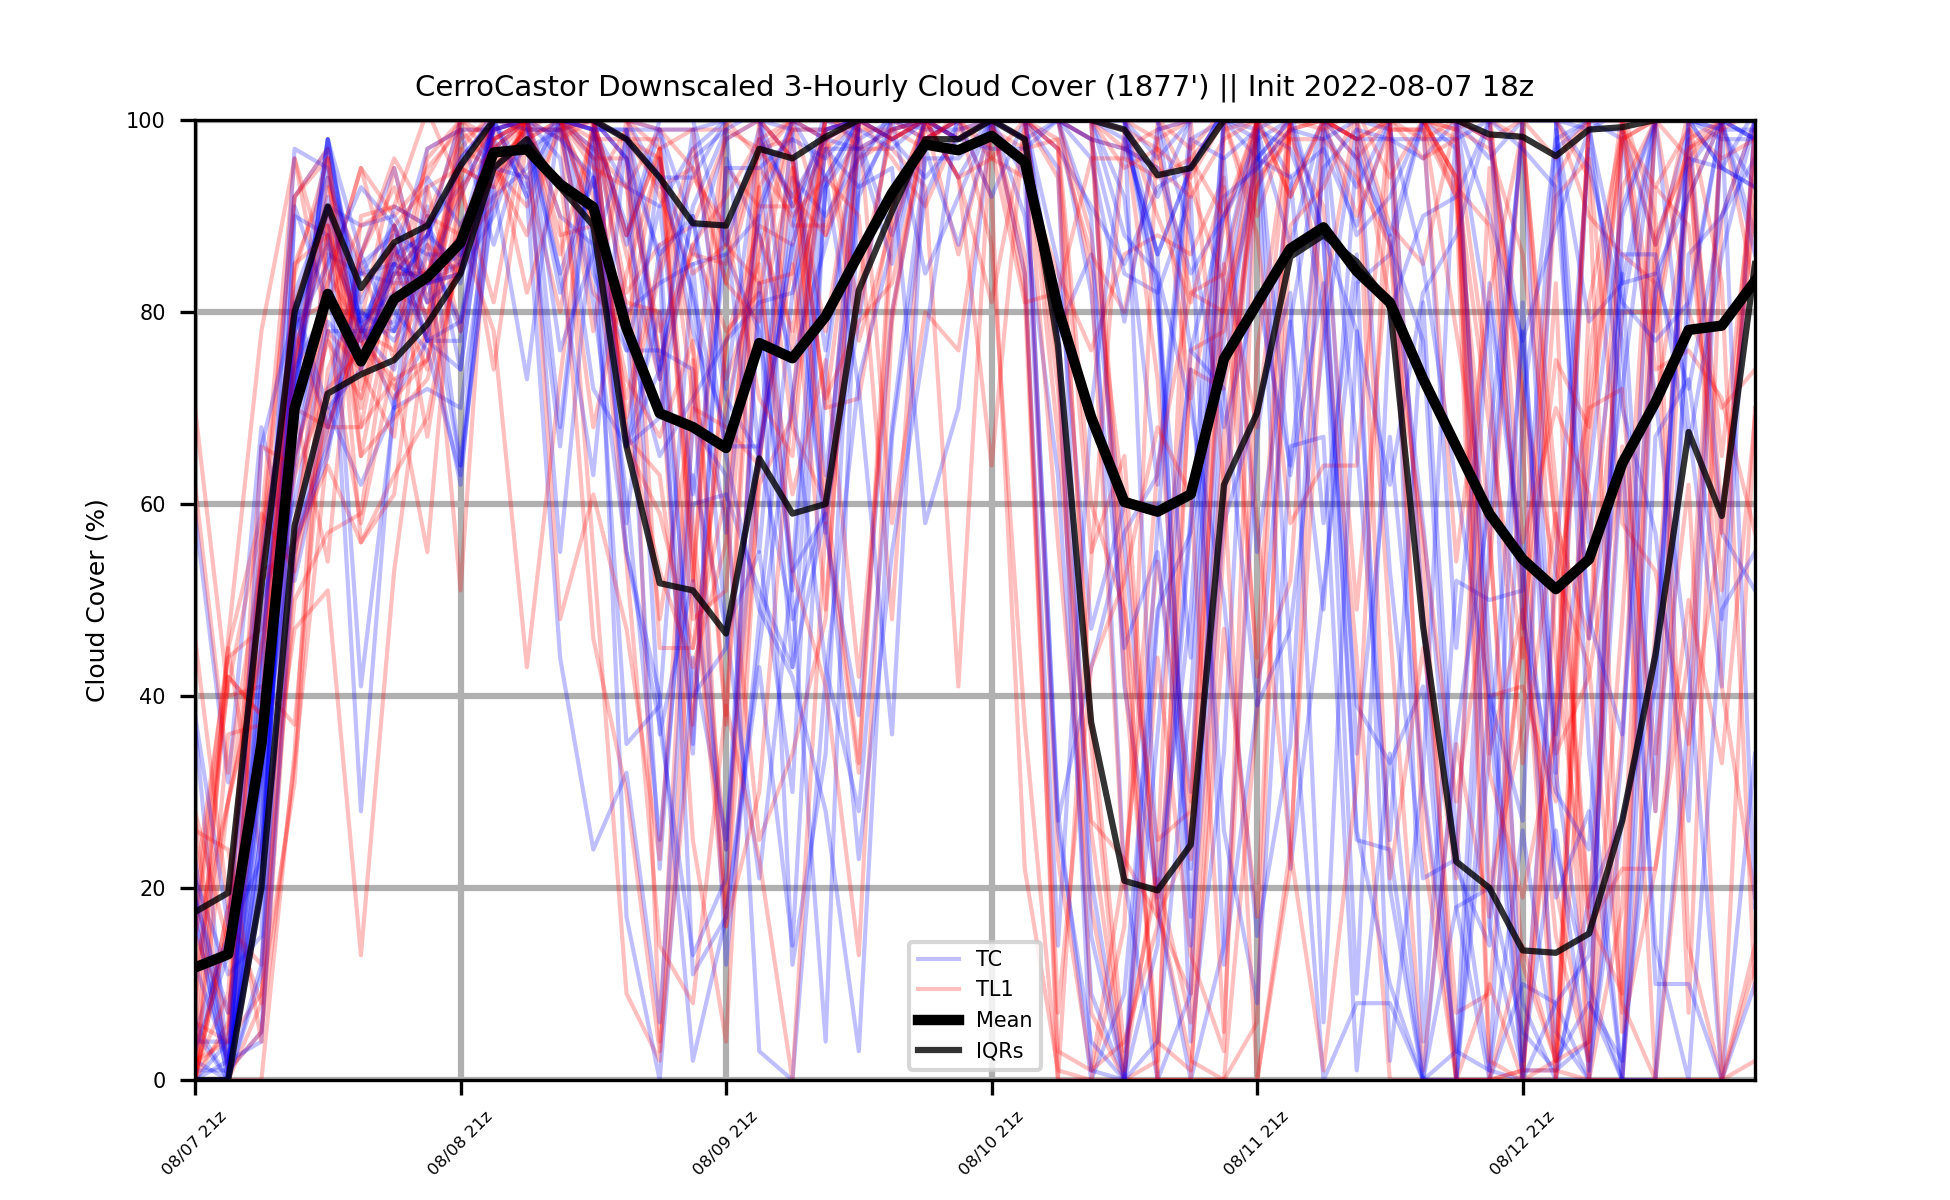 CerroCastor Downscaled 3-Hourly Cloud Cover (1877') || Init 2022-08-07 18z
Cloud Cover (%)
100
80
60
40
20
0
TC
TL1
Mean
IQRs
08/07 21z
08/08 21z
08/09 21z
08/10 21z
08/11 21z
08/12 21z